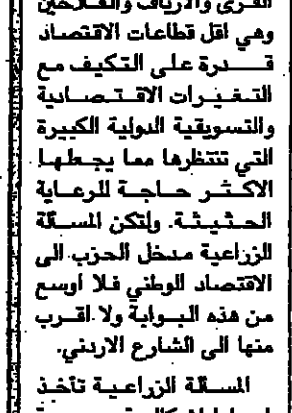 القرى والارياف والفلاحين
وهي اقل قطاعات الاقتصاد
قدرة على التكيف مع
التغيرات الاقتصادية
والتسويقية الدولية الكبيرة
التي تنتظرها مما يجعلها
الاكثر حاجة للرعاية
الحثيثة. ولتكن المسألة
الزراعية مدخل الحزب الى
الاقتصاد الوطني فلا اوسع
من هذه البوابة ولا اقرب
منها الى الشارع الاردني.
المسألة الزراعية تأخذ